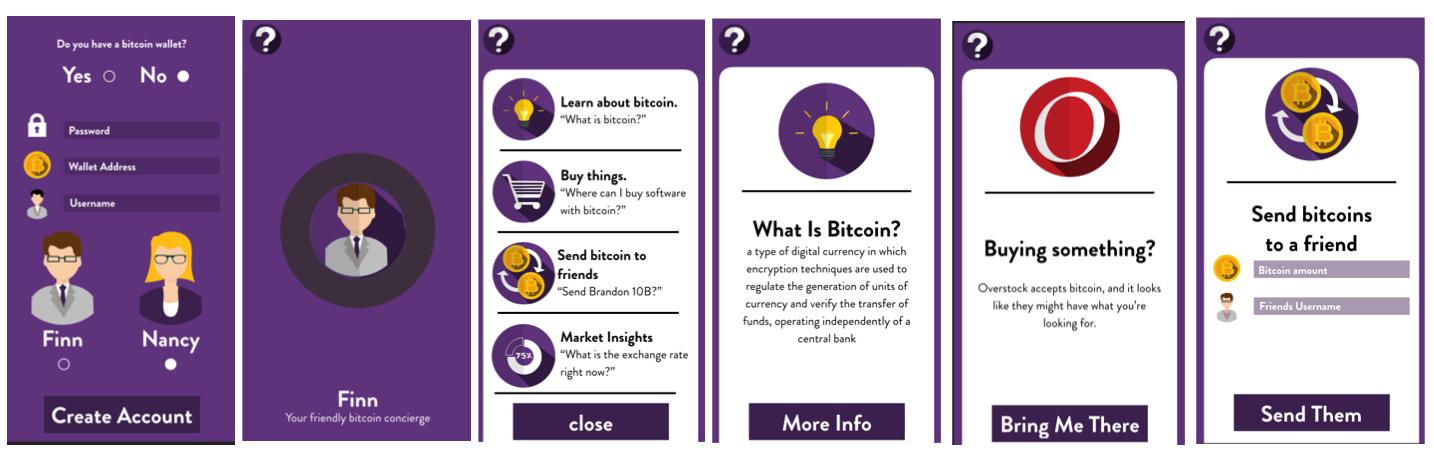 Do you have a bitcoin wallet?
Yes No
Password
Wallet Address
Username
Finn Nancy
Create Account
?
Finn
Your friendly bitcoin concierge
?
Learn about bitcoin.
“What is bitcoin?”
Buy things.
“Where can I buy software
with bitcoin?”
Send bitcoin to
friends
“Send Brandon 10B?”
Market Insights
75%
“What is the exchange rate
right now?”
close
?
What Is Bitcoin?
a type of digital currency in which
encryption techniques are used to
regulate the generation of units of
currency and verify the transfer of
funds, operating independently of a
central bank
More Info
?
O
Buying something?
Overstock accepts bitcoin, and it looks
like they might have what you're
looking for.
Bring Me There
?
Send bitcoins
to a friend
Bitcoin amount
Friends Username
Send Them